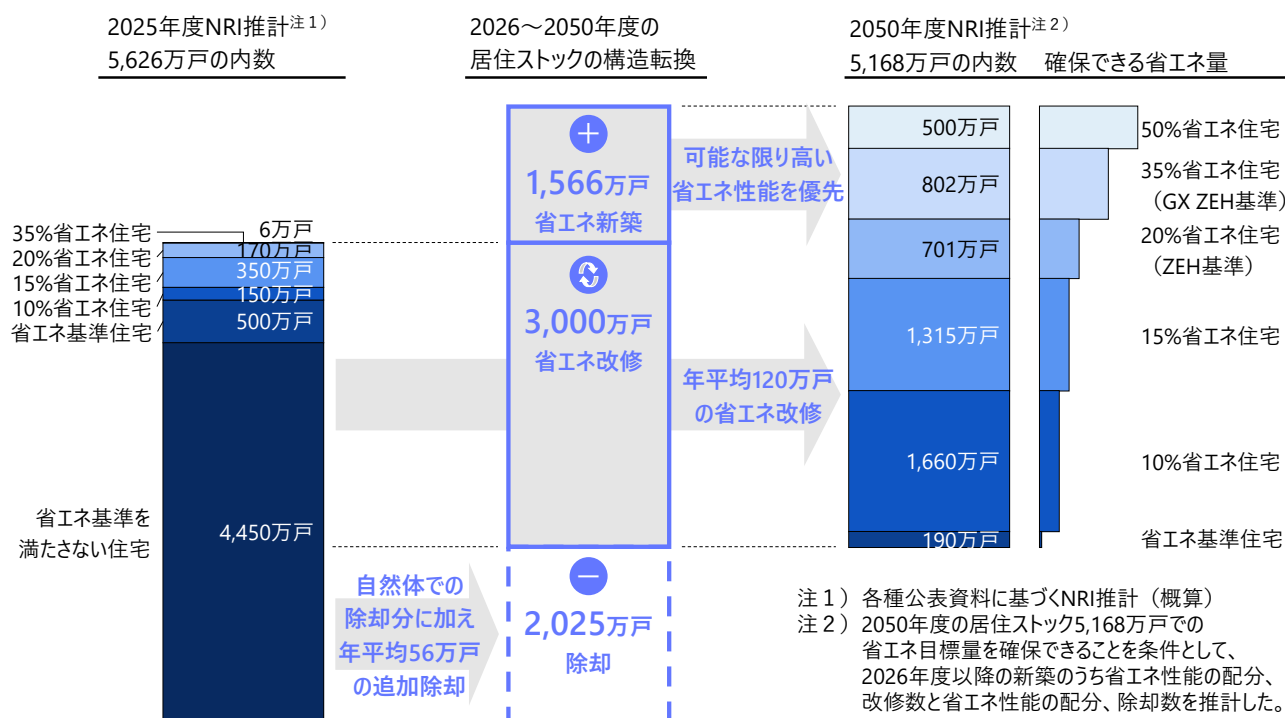 2025年度NRI推計注1)
5,626万戸の内数
2026～2050年度の
居住ストックの構造転換
2050年度NRI推計注2)
5,168万戸の内数
確保できる省エネ量
35%省エネ住宅
6万戸
20%省エネ住宅
170万戸
15%省エネ住宅
350万戸
10%省エネ住宅
150万戸
省エネ基準住宅
500万戸
省エネ基準を
満たさない住宅
4,450万戸
自然体での
除却分に加え
年平均56万戸
の追加除却
＋
1,566万戸
省エネ新築
3,000万戸
省エネ改修
－
2,025万戸
除却
可能な限り高い
省エネ性能を優先
年平均120万戸
の省エネ改修
500万戸
50%省エネ住宅
802万戸
35%省エネ住宅
（GX ZEH基準）
701万戸
20%省エネ住宅
（ZEH基準）
1,315万戸
15%省エネ住宅
1,660万戸
10%省エネ住宅
190万戸
省エネ基準住宅
注1）各種公表資料に基づくNRI推計（概算）
注2）2050年度の居住ストック5,168万戸での
省エネ目標量を確保できることを条件として、
2026年度以降の新築のうち省エネ性能の配分、
改修数と省エネ性能の配分、除却数を推計した。